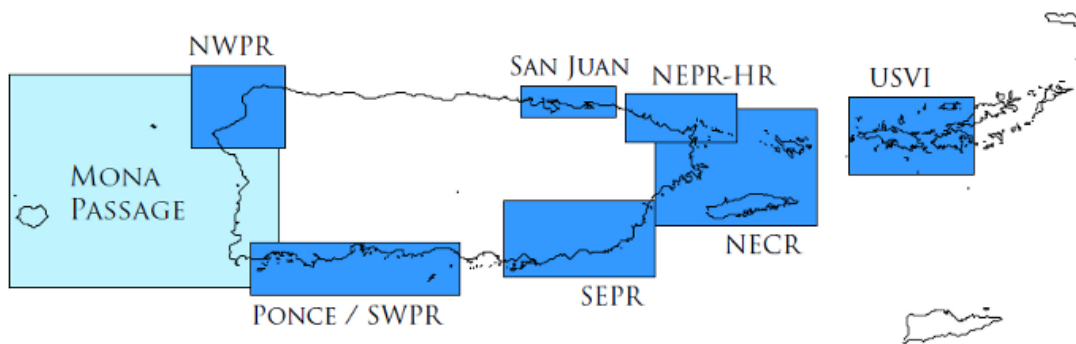 NWPR
SAN JUAN
NEPR-HR
USVI
MONA
PASSAGE
NECR
SEPR
PONCE / SWPR